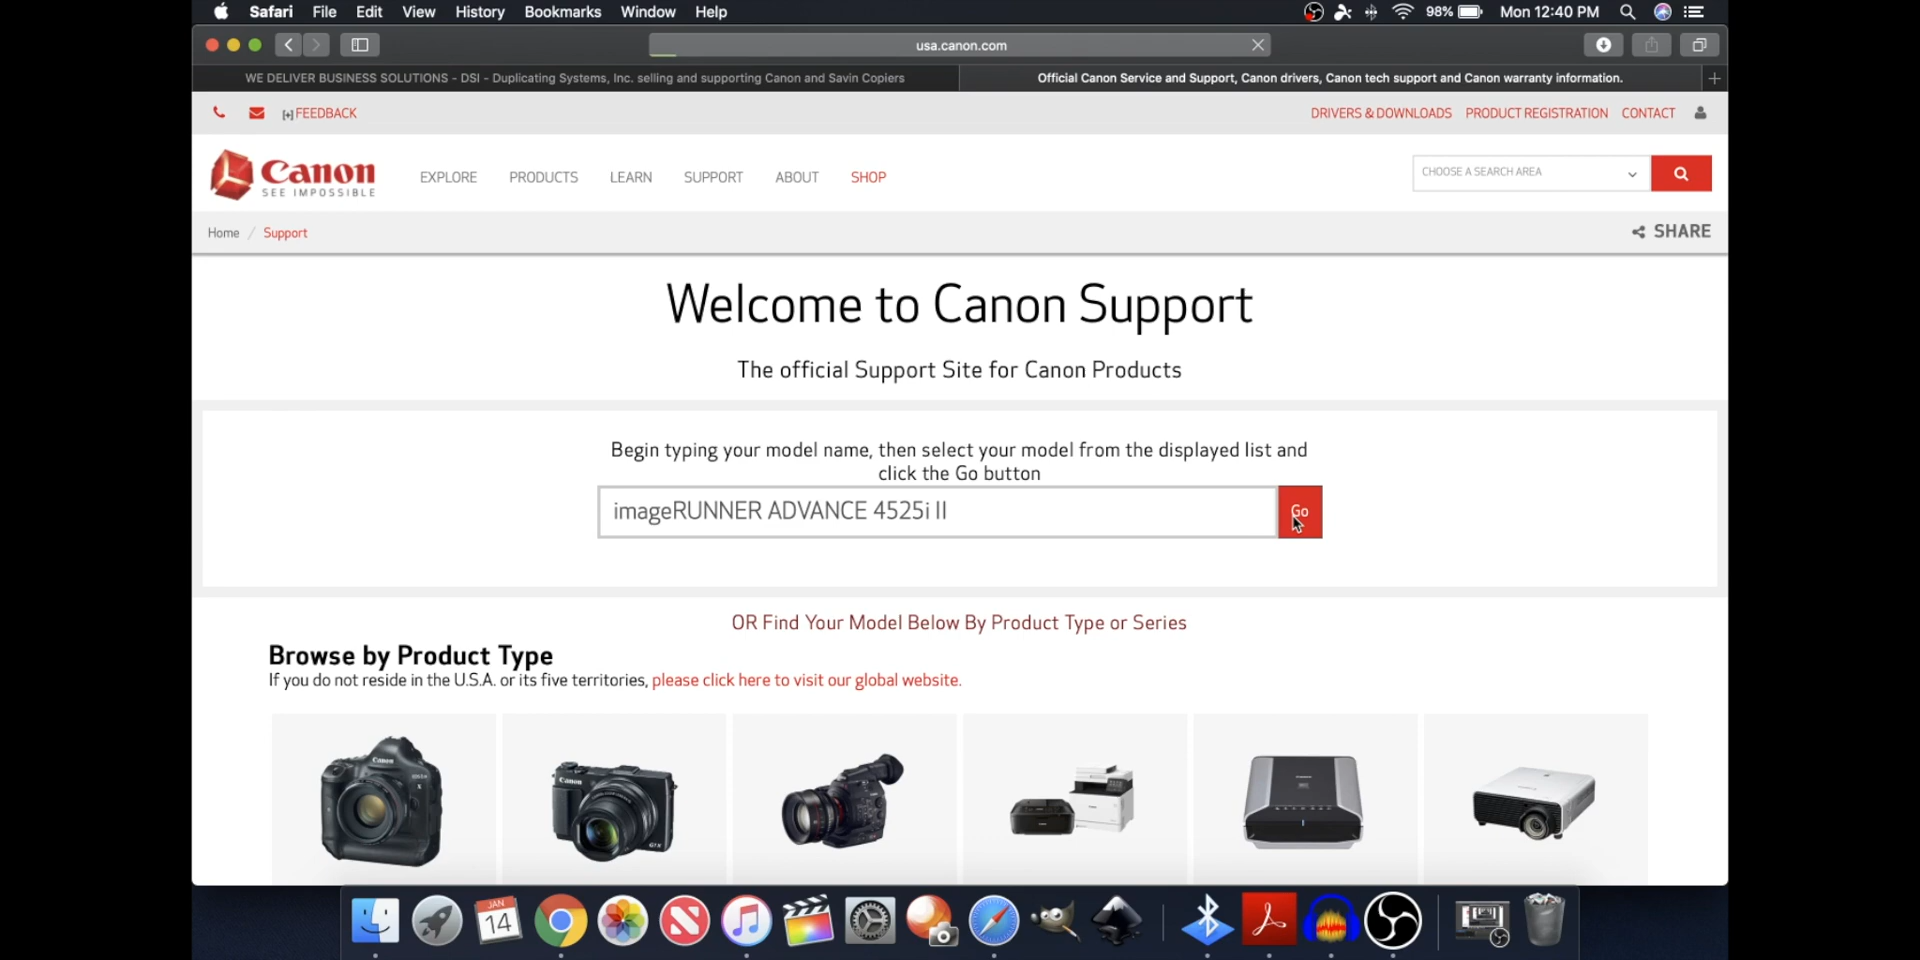 Safari File Edit View History Bookmarks Window Help 98% Mon 12:40 PM
usa.canon.com
WE DELIVER BUSINESS SOLUTIONS - DSI - Duplicating Systems, Inc. selling and supporting Canon and Savin Copiers
Official Canon Service and Support, Canon drivers, Canon tech support and Canon warranty information.
[+] FEEDBACK
DRIVERS & DOWNLOADS PRODUCT REGISTRATION CONTACT
Canon
SEE IMPOSSIBLE
EXPLORE PRODUCTS LEARN SUPPORT ABOUT SHOP
CHOOSE A SEARCH AREA
Home / Support
SHARE
Welcome to Canon Support
The official Support Site for Canon Products
Begin typing your model name, then select your model from the displayed list and
click the Go button
imageRUNNER ADVANCE 4525i II
Go
OR Find Your Model Below By Product Type or Series
Browse by Product Type
If you do not reside in the U.S.A. or its five territories, please click here to visit our global website.
Canon
Canon
JAN
14